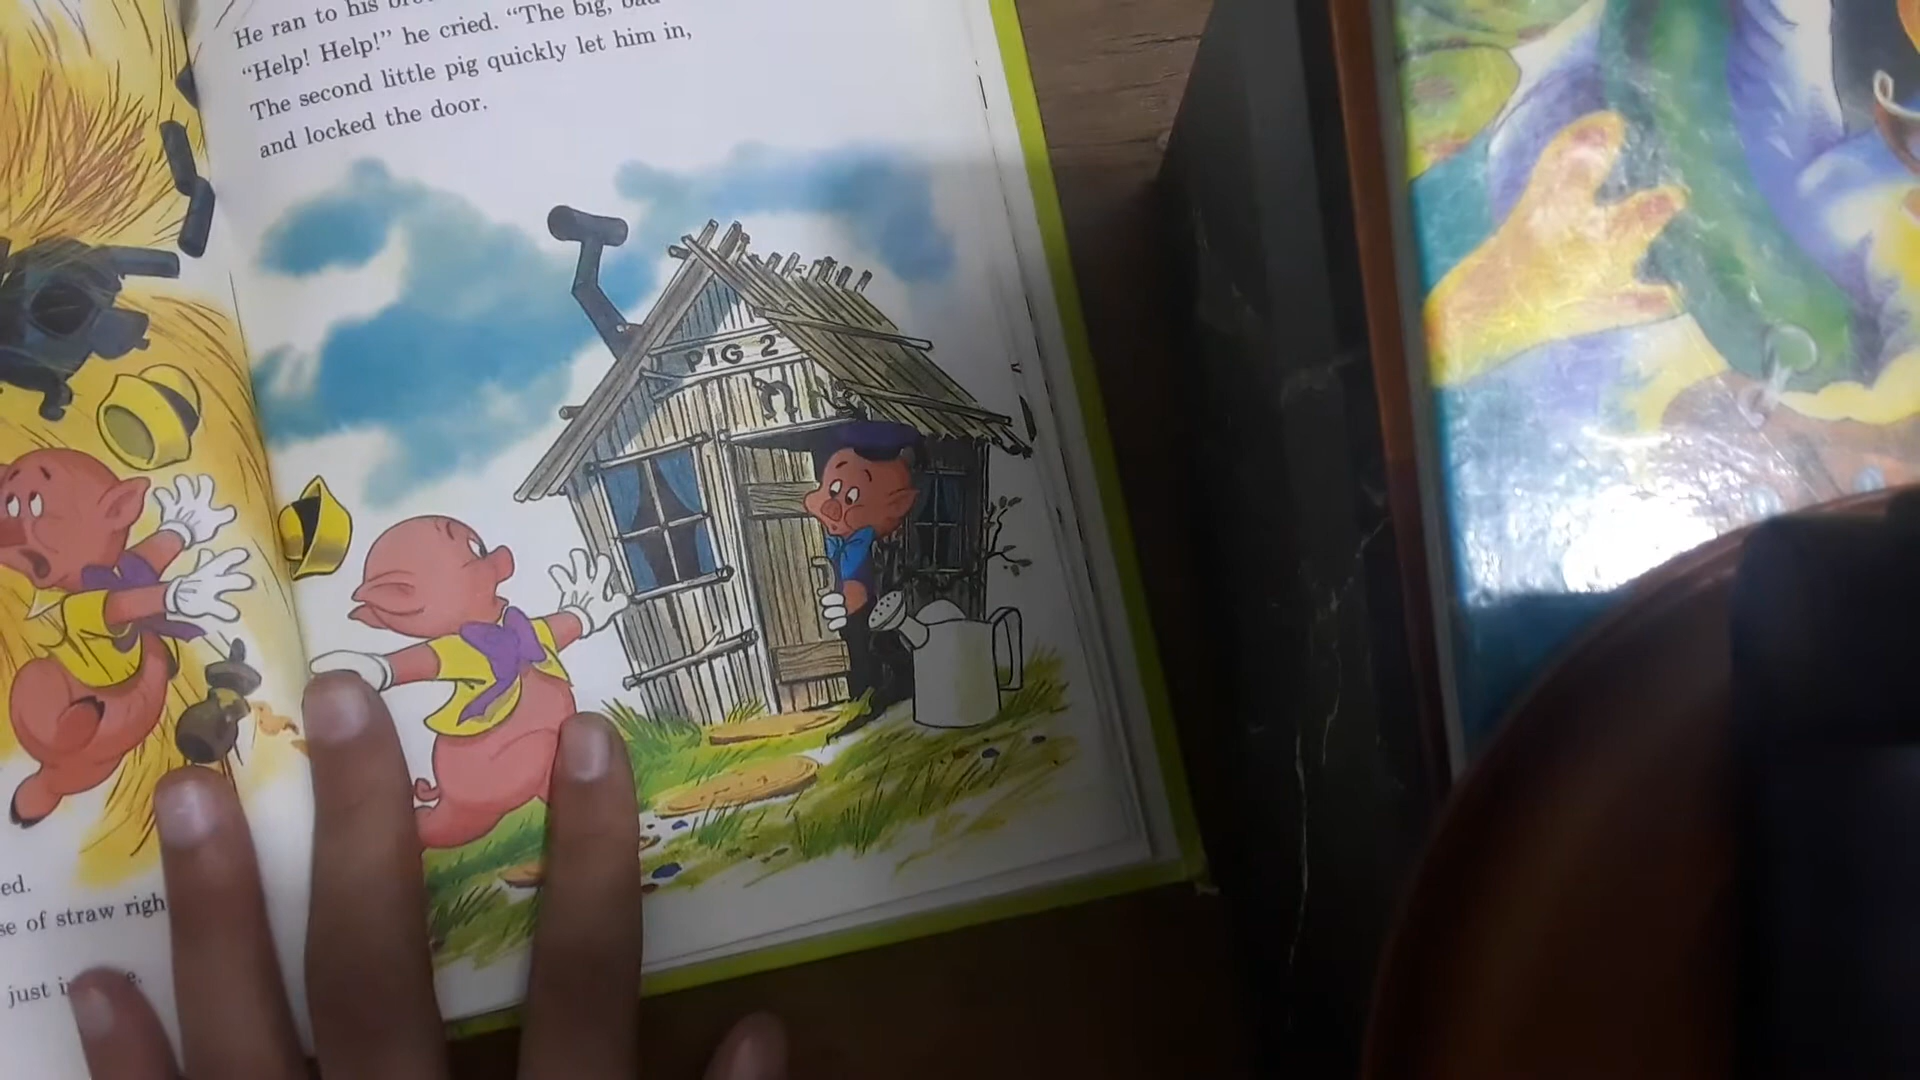 ed.
se of straw righ
just i
He ran to his
"Help! Help!" he cried. "The big,
The second little pig quickly let him in,
and locked the door.
PIG 2